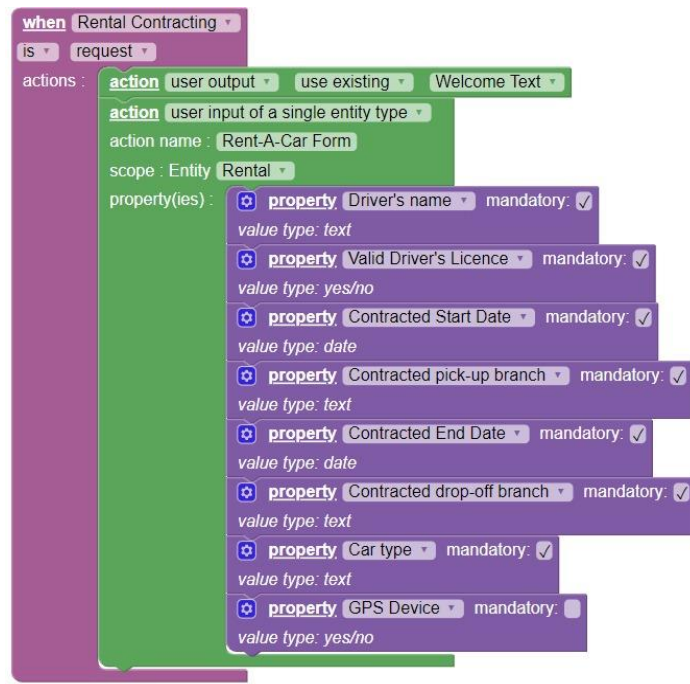 when Rental Contracting
is request
actions : action user output use existing Welcome Text
action user input of a single entity type
action name : Rent-A-Car Form
scope : Entity Rental
property(ies) : property Driver's name mandatory: ✓
value type: text
property Valid Driver's Licence mandatory: ✓
value type: yes/no
property Contracted Start Date mandatory: ✓
value type: date
property Contracted pick-up branch mandatory: ✓
value type: text
property Contracted End Date mandatory: ✓
value type: date
property Contracted drop-off branch mandatory: ✓
value type: text
property Car type mandatory: ✓
value type: text
property GPS Device mandatory:
value type: yes/no